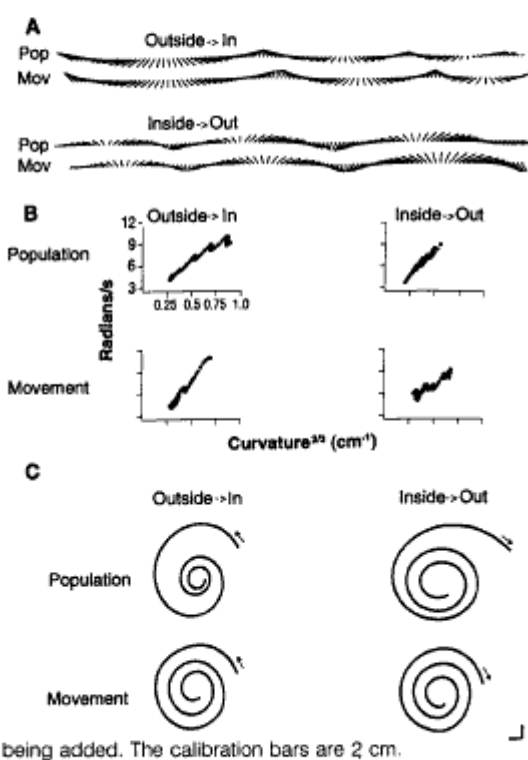 A
Outside->In
Pop
Mov
Inside->Out
Pop
Mov
B
Outside->In
Inside->Out
Population
12
9
6
3
0.25 0.5 0.75 1.0
Radians/s
Movement
Curvature²/³ (cm⁻¹)
C
Outside->In
Inside->Out
Population
Movement
being added. The calibration bars are 2 cm.